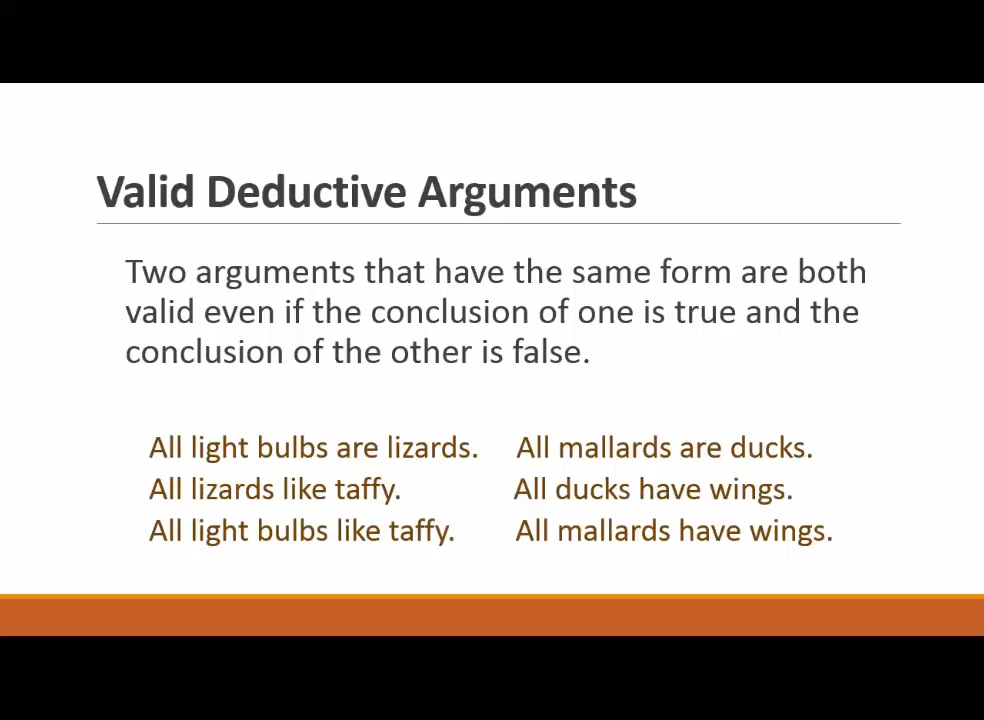 Valid Deductive Arguments
Two arguments that have the same form are both
valid even if the conclusion of one is true and the
conclusion of the other is false.
All light bulbs are lizards. All mallards are ducks.
All lizards like taffy. All ducks have wings.
All light bulbs like taffy. All mallards have wings.